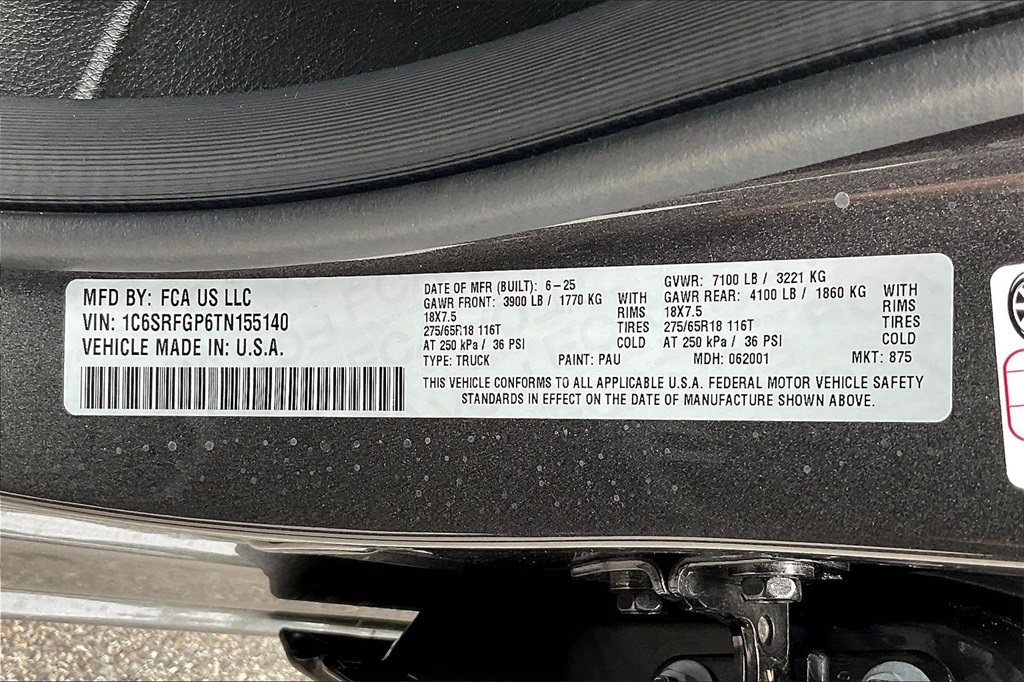 MFD BY: FCA US LLC
VIN: 1C6SRFGP6TN155140
VEHICLE MADE IN: U.S.A.
DATE OF MFR (BUILT): 6-25
GAWR FRONT: 3900 LB / 1770 KG WITH
18X7.5 RIMS
275/65R18 116T TIRES
AT 250 kPa / 36 PSI COLD
TYPE: TRUCK PAINT: PAU
GVWR: 7100 LB / 3221 KG
GAWR REAR: 4100 LB / 1860 KG WITH
18X7.5 RIMS
275/65R18 116T TIRES
AT 250 kPa / 36 PSI COLD
MDH: 062001 MKT: 875
THIS VEHICLE CONFORMS TO ALL APPLICABLE U.S.A. FEDERAL MOTOR VEHICLE SAFETY
STANDARDS IN EFFECT ON THE DATE OF MANUFACTURE SHOWN ABOVE.